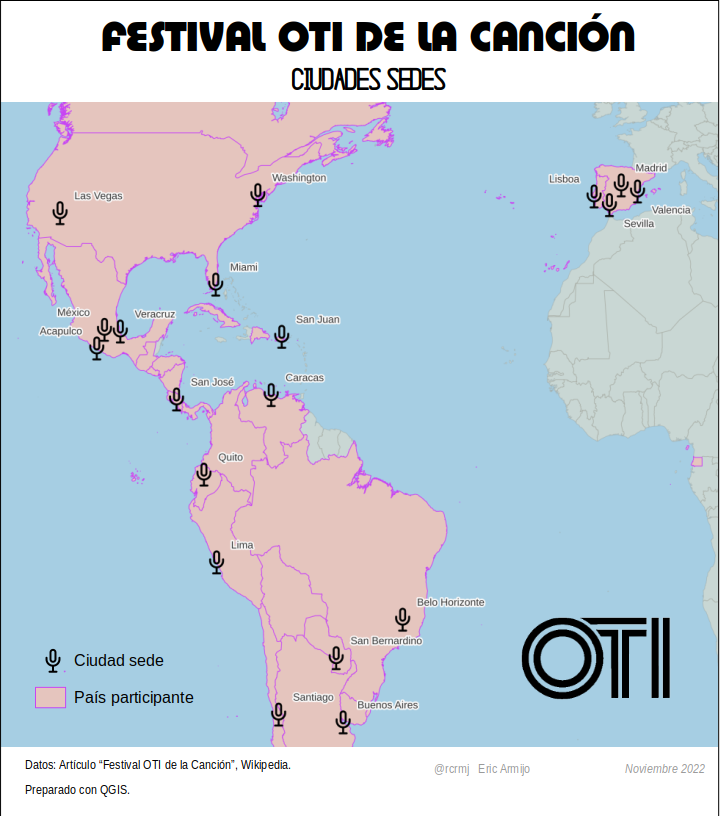 FESTIVAL OTI DE LA CANCIÓN
CIUDADES SEDES
Washington
Las Vegas
Lisboa
Madrid
Valencia
Sevilla
Miami
México
Veracruz
Acapulco
San Juan
San José
Caracas
Quito
Lima
Belo Horizonte
San Bernardino
Santiago
Buenos Aires
Ciudad sede
País participante
OTI
Datos: Artículo “Festival OTI de la Canción”, Wikipedia.
@rcrmj Eric Armijo
Noviembre 2022
Preparado con QGIS.